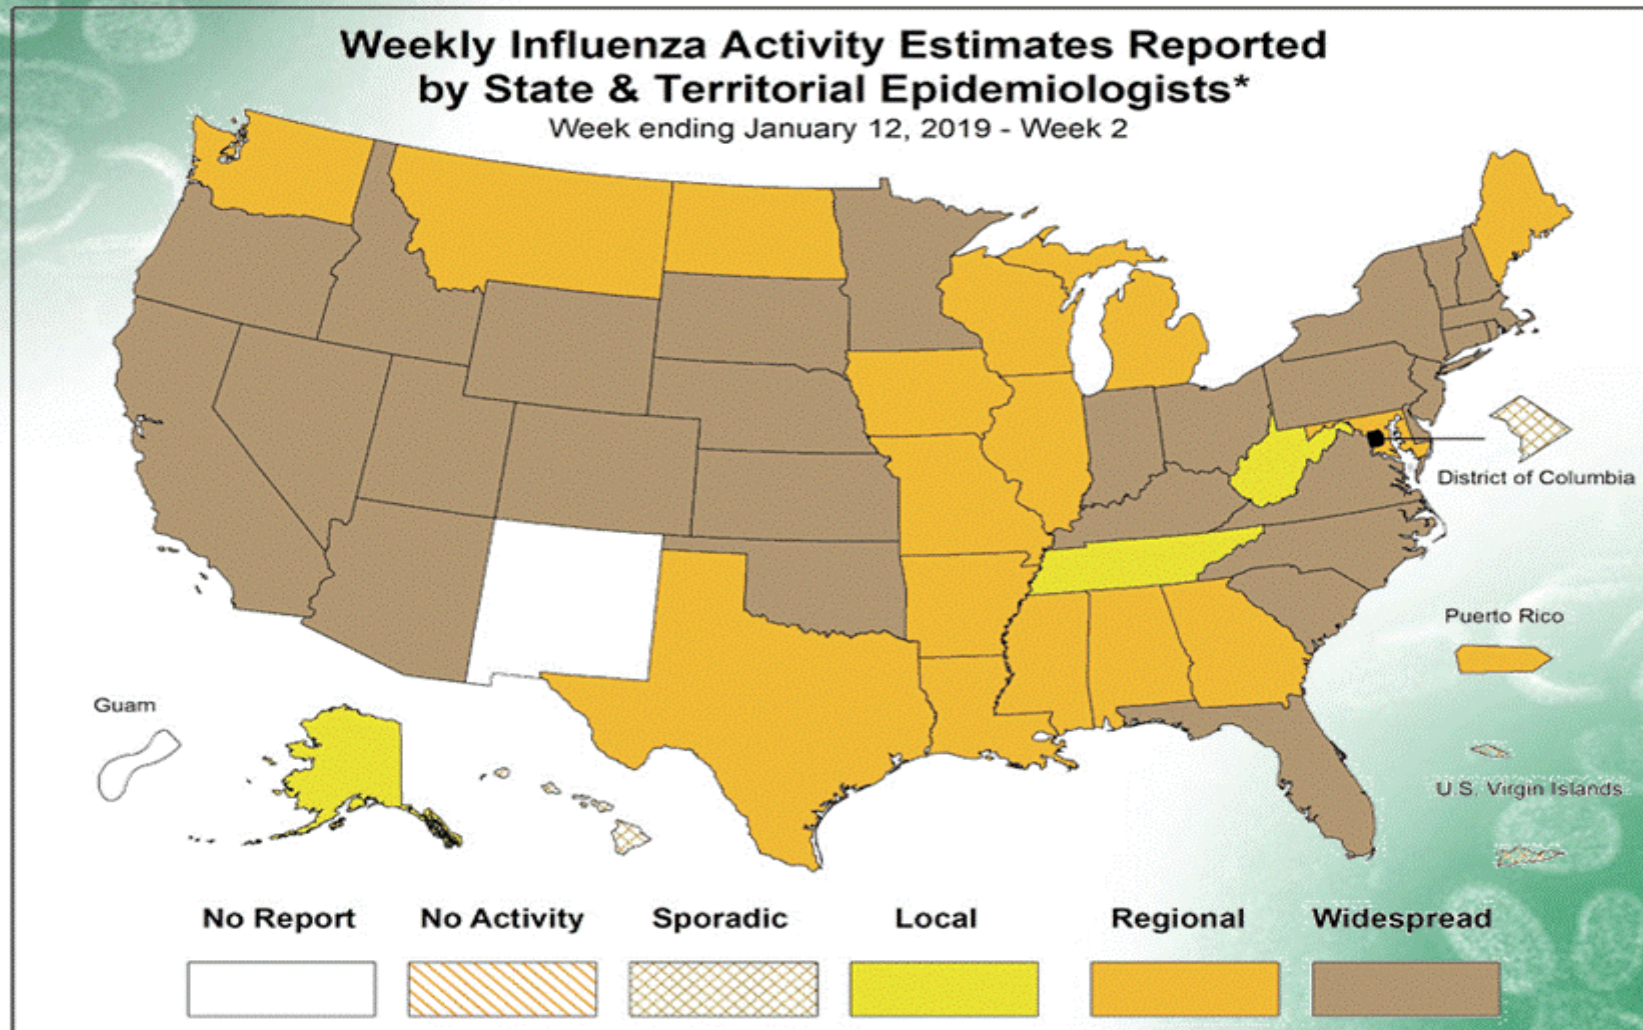 Weekly Influenza Activity Estimates Reported
by State & Territorial Epidemiologists*
Week ending January 12, 2019 - Week 2
District of Columbia
Puerto Rico
Guam
U.S. Virgin Islands
No Report No Activity Sporadic Local Regional Widespread